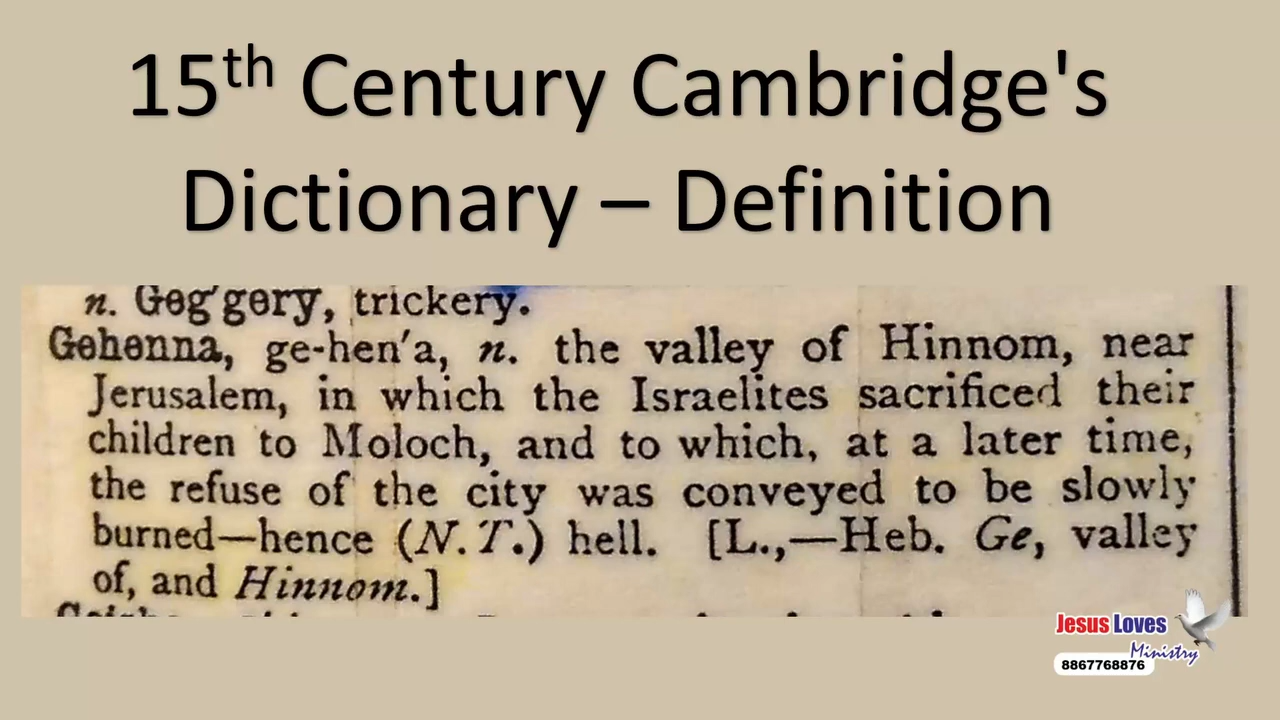 15th Century Cambridge's
Dictionary – Definition
n. Geg'gery, trickery.
Gehenna, ge-hen'a, n. the valley of Hinnom, near
Jerusalem, in which the Israelites sacrificed their
children to Moloch, and to which, at a later time,
the refuse of the city was conveyed to be slowly
burned—hence (N.T.) hell. [L.,—Heb. Ge, valley
of, and Hinnom.]
Jesus Loves
Ministry
8867768876